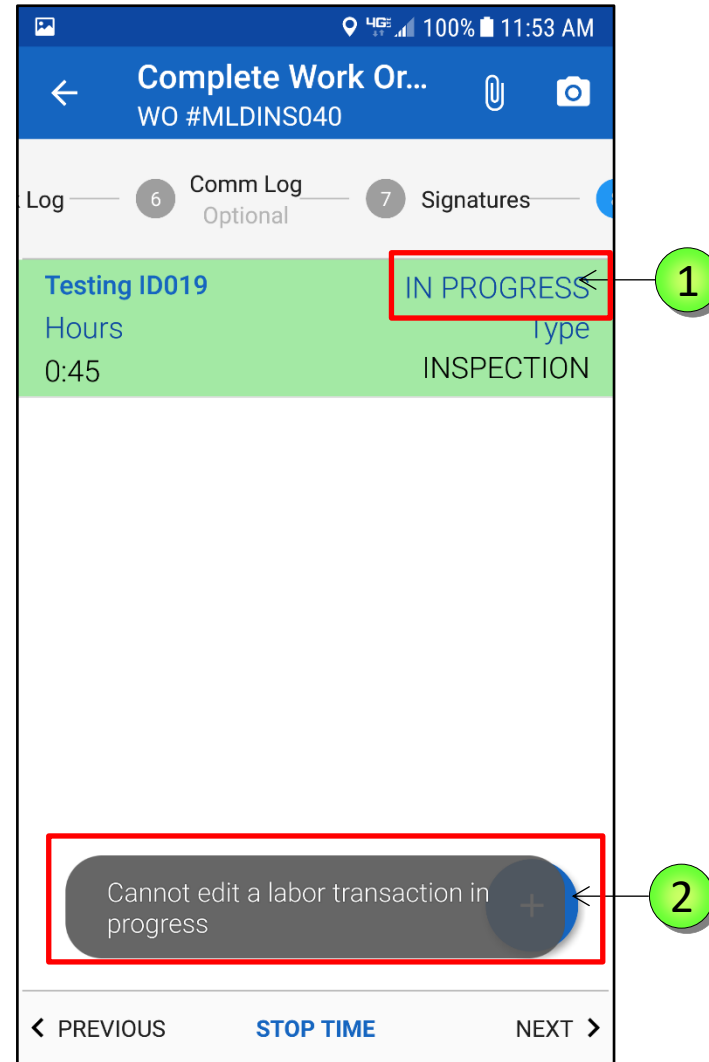 4G 100% 11:53 AM
Complete Work Or...
WO #MLDINS040
Log 6 Comm Log 7 Signatures
Optional
Testing ID019 IN PROGRESS
1
Hours Type
0:45 INSPECTION
Cannot edit a labor transaction in
progress
+
2
PREVIOUS STOP TIME NEXT